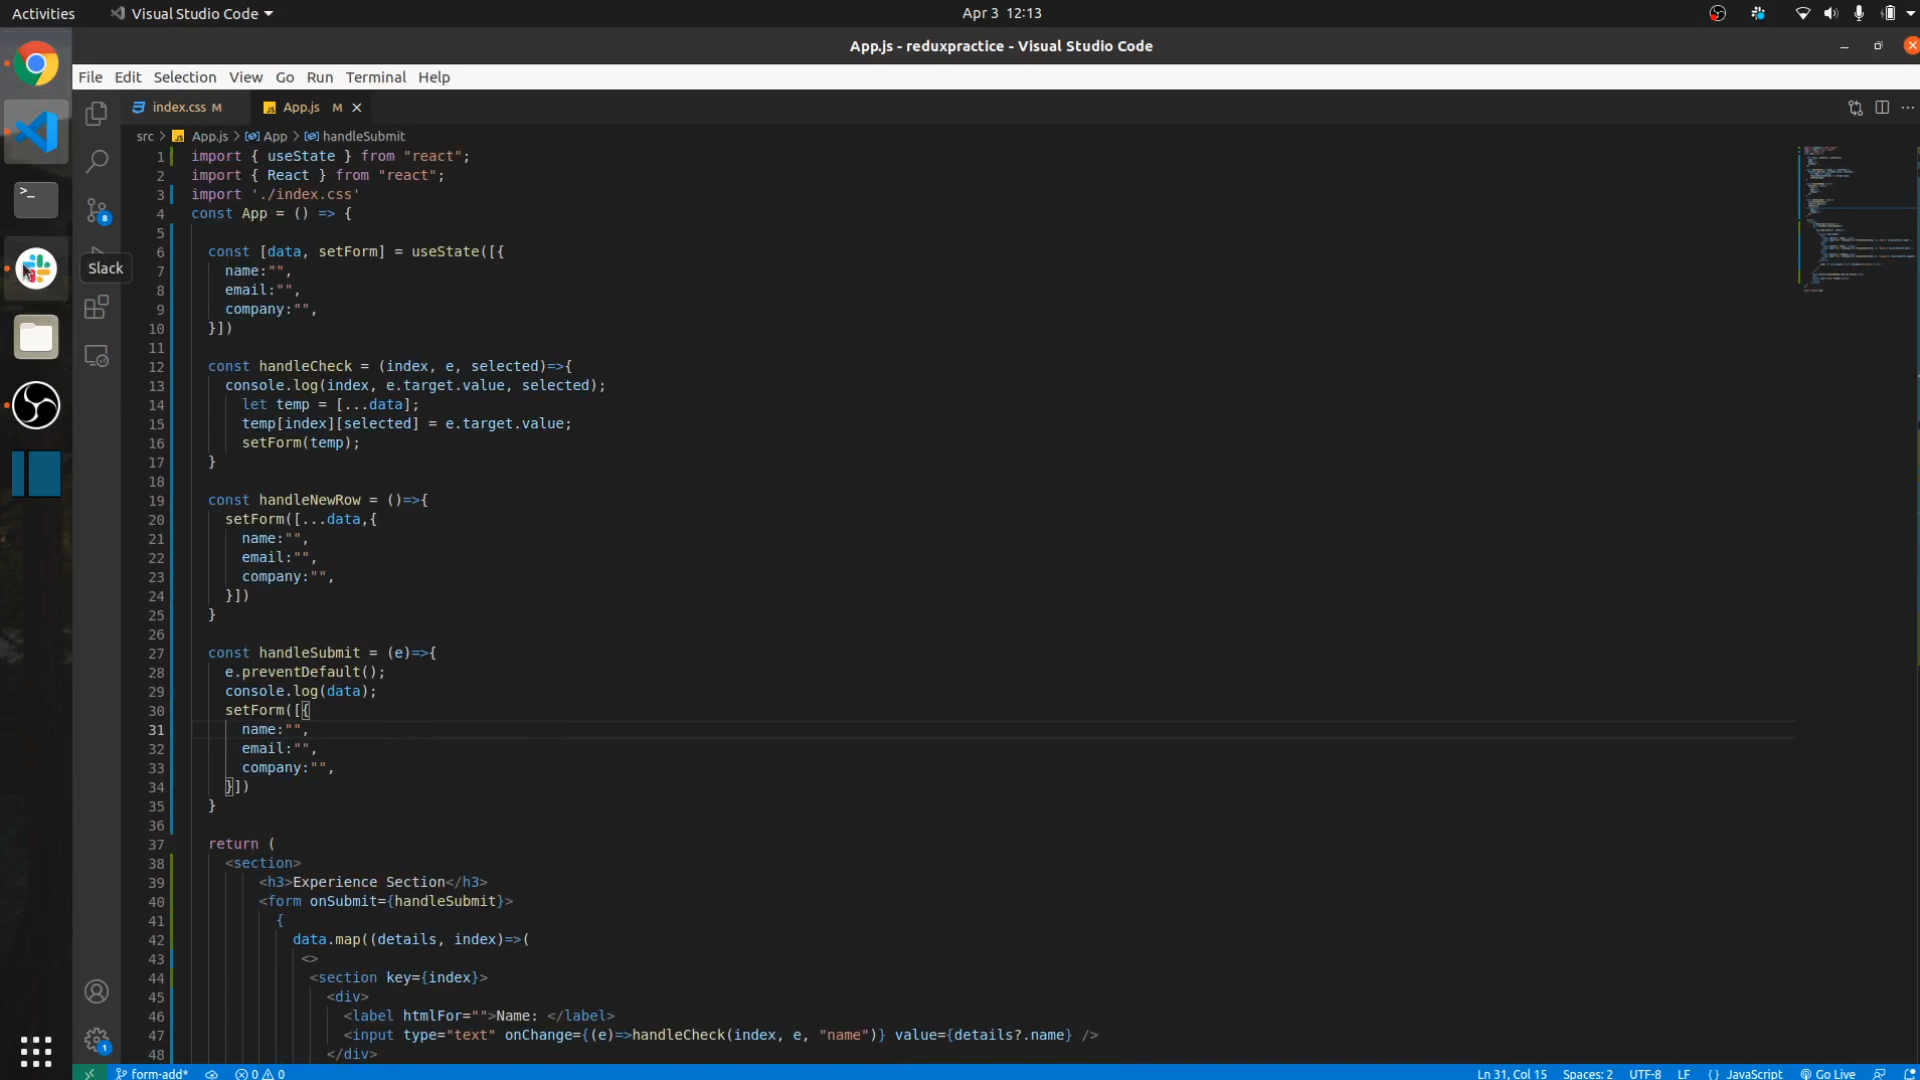 Activities
Visual Studio Code
Apr 3 12:13
App.js - reduxpractice - Visual Studio Code
File Edit Selection View Go Run Terminal Help
index.css M
App.js M
src > App.js > App > handleSubmit
1 import { useState } from "react";
2 import { React } from "react";
3 import './index.css'
4 const App = () => {
5
6 const [data, setForm] = useState([{
7 name:"",
8 email:"",
9 company:"",
10 }])
11
12 const handleCheck = (index, e, selected)=>{
13 console.log(index, e.target.value, selected);
14 let temp = [...data];
15 temp[index][selected] = e.target.value;
16 setForm(temp);
17 }
18
19 const handleNewRow = ()=>{
20 setForm([...data,{
21 name:"",
22 email:"",
23 company:"",
24 }])
25 }
26
27 const handleSubmit = (e)=>{
28 e.preventDefault();
29 console.log(data);
30 setForm([{
31 name:"",
32 email:"",
33 company:"",
34 }])
35 }
36
37 return (
38 <section>
39 <h3>Experience Section</h3>
40 <form onSubmit={handleSubmit}>
41 {
42 data.map((details, index)=>(
43 <>
44 <section key={index}>
45 <div>
46 <label htmlFor="">Name: </label>
47 <input type="text" onChange={(e)=>handleCheck(index, e, "name")} value={details?.name} />
48 </div>
Slack
8
1
form-add*
0 0
Ln 31, Col 15
Spaces: 2
UTF-8
LF
{} JavaScript
Go Live